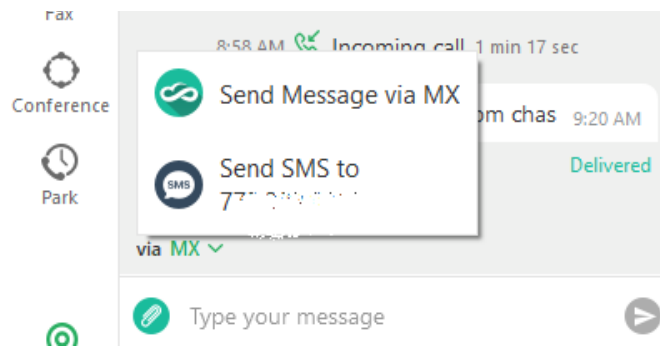 Fax
8:58 AM Incoming call 1 min 17 sec
Send Message via MX
Conference
om chas 9:20 AM
Send SMS to
SMS
Delivered
Park
via MX
Type your message